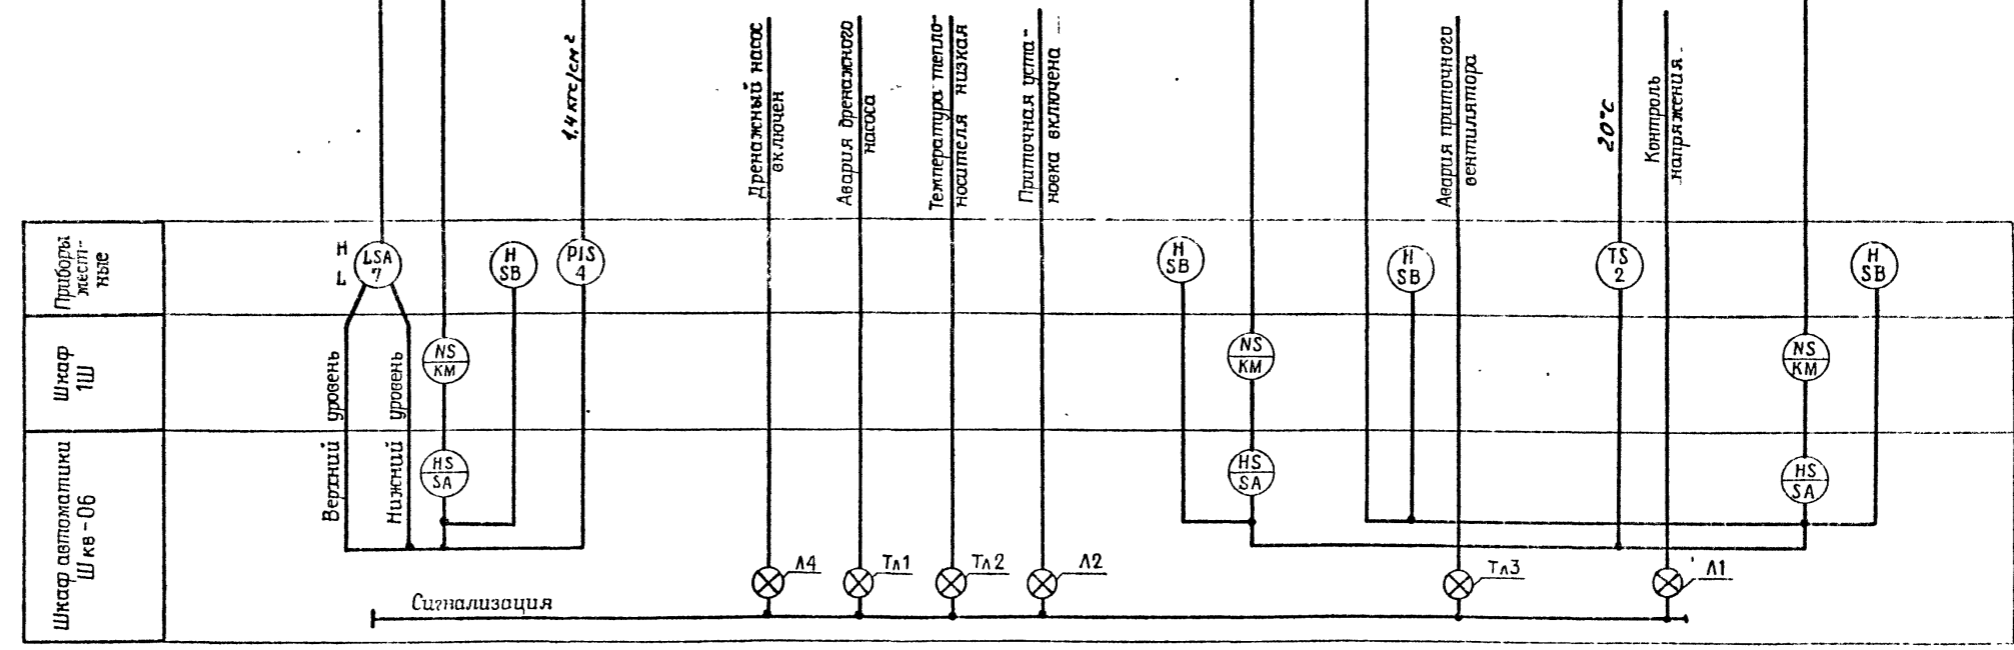 1,4 кгс/см²
Дренажный насос
включен
Авария дренажного
насоса
Температура тепло-
носителя низкая
Приточная уста-
новка включена
Авария приточного
вентилятора
20°С
Контроль
напряжения
Приборы
мест-
ные
H
L
LSA
7
H
SB
PIS
4
H
SB
H
SB
TS
2
H
SB
Шкаф
1Ш
NS
KM
NS
KM
NS
KM
Шкаф автоматики
Ш кв-06
Верхний уровень
Нижний уровень
HS
SA
HS
SA
HS
SA
Л4
Тл1
Тл2
Л2
Тл3
Л1
Сигнализация